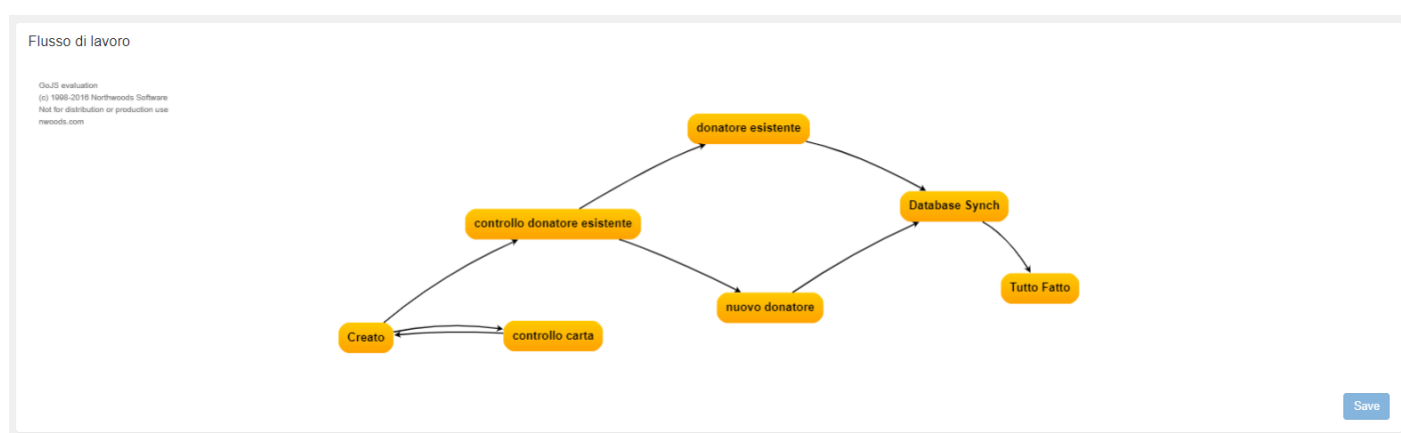 Flusso di lavoro
GoJS evaluation
(c) 1998-2016 Northwoods Software
Not for distribution or production use
nwoods.com
donatore esistente
Database Synch
controllo donatore esistente
Tutto Fatto
nuovo donatore
Creato
controllo carta
Save